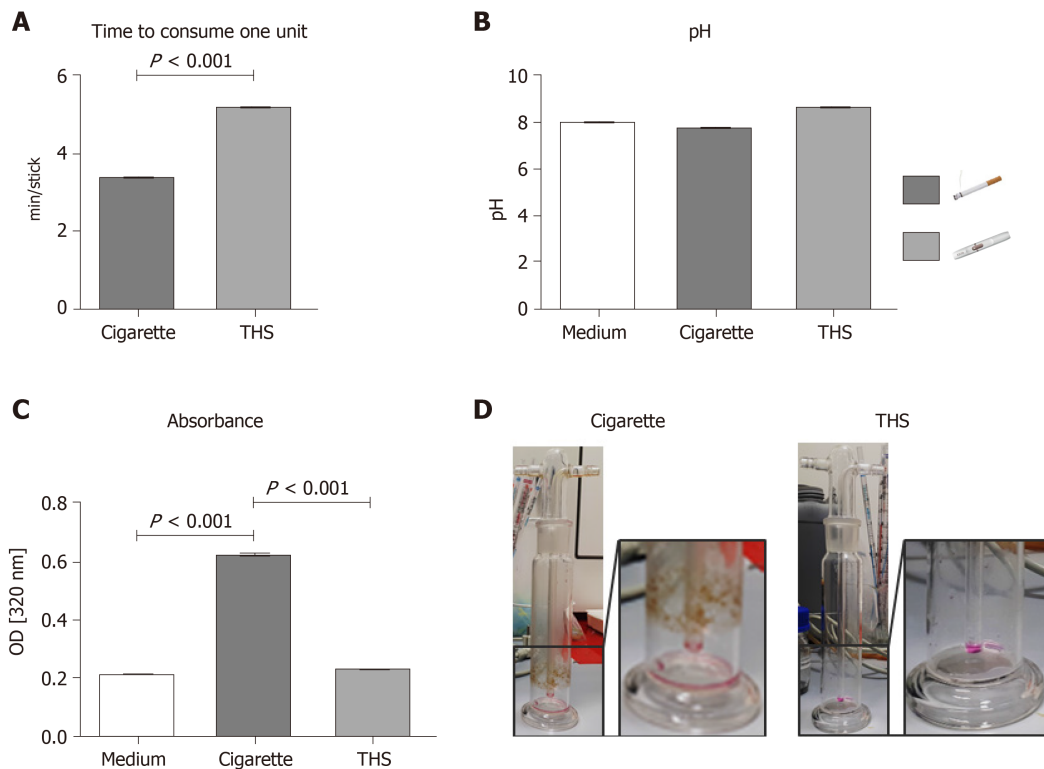 A
Time to consume one unit
P < 0.001
6
4
2
0
min/stick
Cigarette
THS
B
pH
10
8
6
4
2
0
pH
Medium
Cigarette
THS
C
Absorbance
P < 0.001
P < 0.001
0.8
0.6
0.4
0.2
0.0
OD [320 nm]
Medium
Cigarette
THS
D
Cigarette
THS